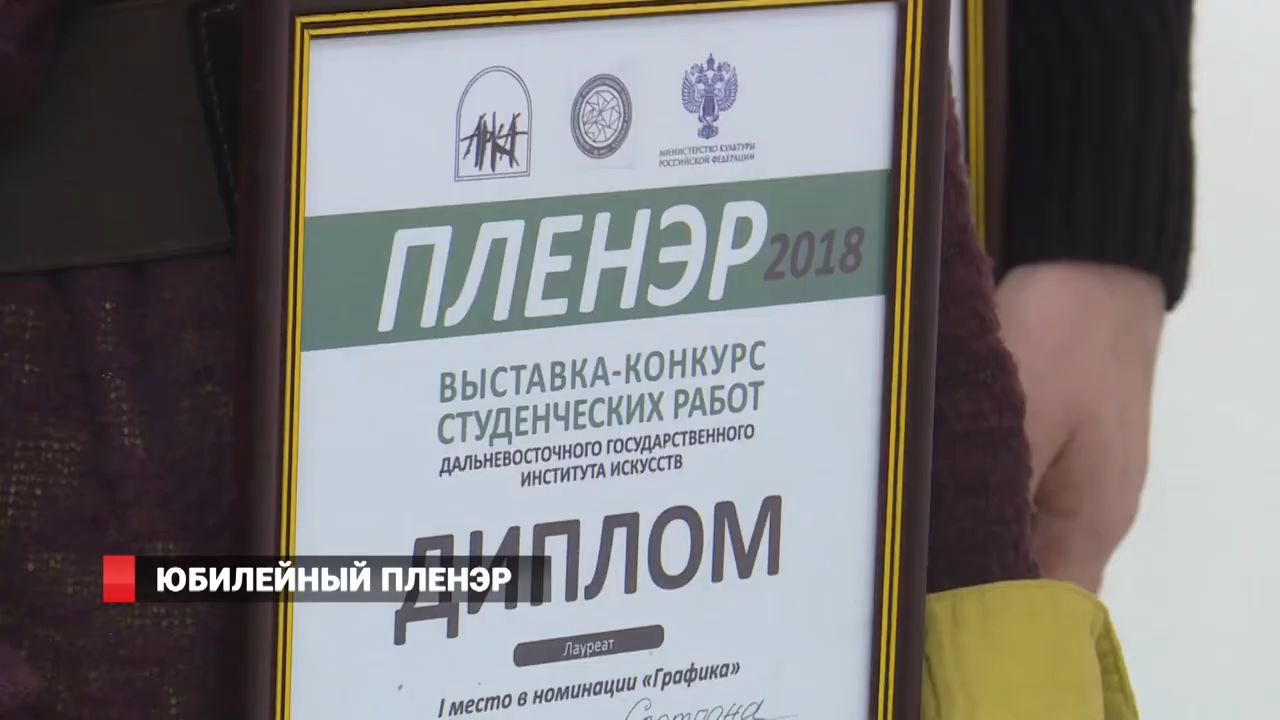 АРКА
МИНИСТЕРСТВО КУЛЬТУРЫ
РОССИЙСКОЙ ФЕДЕРАЦИИ
ПЛЕНЭР 2018
ВЫСТАВКА-КОНКУРС
СТУДЕНЧЕСКИХ РАБОТ
ДАЛЬНЕВОСТОЧНОГО ГОСУДАРСТВЕННОГО
ИНСТИТУТА ИСКУССТВ
ДИПЛОМ
ЮБИЛЕЙНЫЙ ПЛЕНЭР
Лауреат
I место в номинации «Графика»